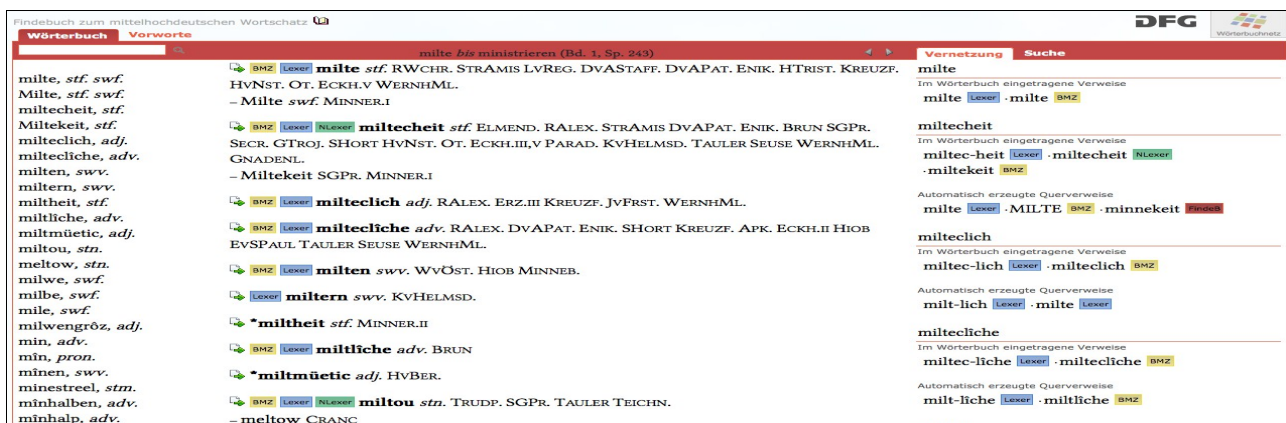 Findebuch zum mittelhochdeutschen Wortschatz
DFG
Wörterbuchnetz
Wörterbuch Vorworte
milte bis ministrieren (Bd. 1, Sp. 243)
Vernetzung Suche
milte, stf. swf.
Milte, stf. swf.
miltecheit, stf.
Miltekeit, stf.
milteclich, adj.
milteclîche, adv.
milten, swv.
miltern, swv.
miltheit, stf.
miltlîche, adv.
miltmüetic, adj.
miltou, stn.
meltow, stn.
milwe, swf.
milbe, swf.
mile, swf.
milwengrôz, adj.
min, adv.
mîn, pron.
mînen, swv.
minestreel, stm.
mînhalben, adv.
mînhalp, adv.
BMZ Lexer milte stf. RWCHR. STRAMIS LVREG. DVASTAFF. DVAPAT. ENIK. HTRIST. KREUZF.
HVNST. OT. ECKH.V WERNHML.
– Milte swf. MINNER.I
BMZ Lexer NLexer miltecheit stf. ELMEND. RALEX. STRAMIS DVAPAT. ENIK. BRUN SGPR.
SECR. GTROJ. SHORT HVNST. OT. ECKH.III,V PARAD. KVHELMSD. TAULER SEUSE WERNHML.
GNADENL.
– Miltekeit SGPR. MINNER.I
BMZ Lexer milteclich adj. RALEX. ERZ.III KREUZF. JVFRST. WERNHML.
BMZ Lexer milteclîche adv. RALEX. DVAPAT. ENIK. SHORT KREUZF. APK. ECKH.II HIOB
EVSPAUL TAULER SEUSE WERNHML.
BMZ Lexer milten swv. WVÖST. HIOB MINNEB.
Lexer miltern swv. KVHELMSD.
*miltheit stf. MINNER.II
BMZ Lexer miltlîche adv. BRUN
*miltmüetic adj. HVBER.
BMZ Lexer NLexer miltou stn. TRUDP. SGPR. TAULER TEICHN.
– meltow CRANC
milte
Im Wörterbuch eingetragene Verweise
milte Lexer · milte BMZ
miltecheit
Im Wörterbuch eingetragene Verweise
miltec-heit Lexer · miltecheit NLexer
· miltekeit BMZ
Automatisch erzeugte Querverweise
milte Lexer · MILTE BMZ · minnekeit FindeB
milteclich
Im Wörterbuch eingetragene Verweise
miltec-lich Lexer · milteclich BMZ
Automatisch erzeugte Querverweise
milt-lich Lexer · milte Lexer
milteclîche
Im Wörterbuch eingetragene Verweise
miltec-lîche Lexer · milteclîche BMZ
Automatisch erzeugte Querverweise
milt-lîche Lexer · miltlîche BMZ